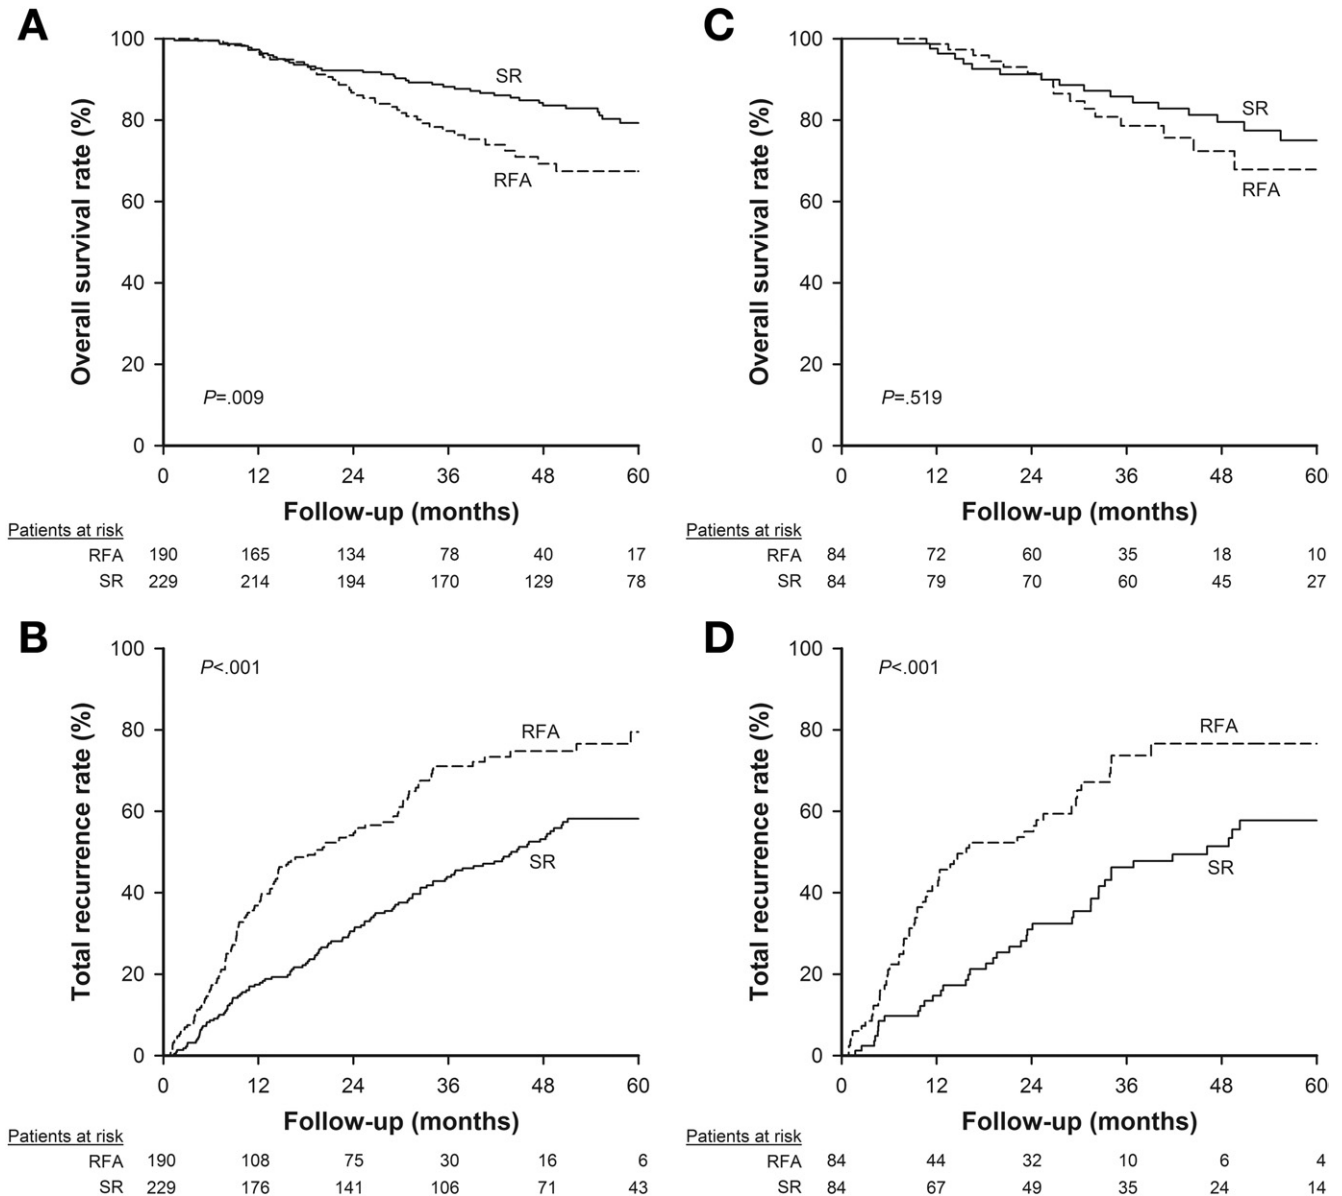 A
100
80
60
40
20
0
Overall survival rate (%)
SR
RFA
P=.009
0 12 24 36 48 60
Follow-up (months)
Patients at risk
RFA 190 165 134 78 40 17
SR 229 214 194 170 129 78
C
100
80
60
40
20
0
Overall survival rate (%)
SR
RFA
P=.519
0 12 24 36 48 60
Follow-up (months)
Patients at risk
RFA 84 72 60 35 18 10
SR 84 79 70 60 45 27
B
100
80
60
40
20
0
Total recurrence rate (%)
P<.001
RFA
SR
0 12 24 36 48 60
Follow-up (months)
Patients at risk
RFA 190 108 75 30 16 6
SR 229 176 141 106 71 43
D
100
80
60
40
20
0
Total recurrence rate (%)
P<.001
RFA
SR
0 12 24 36 48 60
Follow-up (months)
Patients at risk
RFA 84 44 32 10 6 4
SR 84 67 49 35 24 14